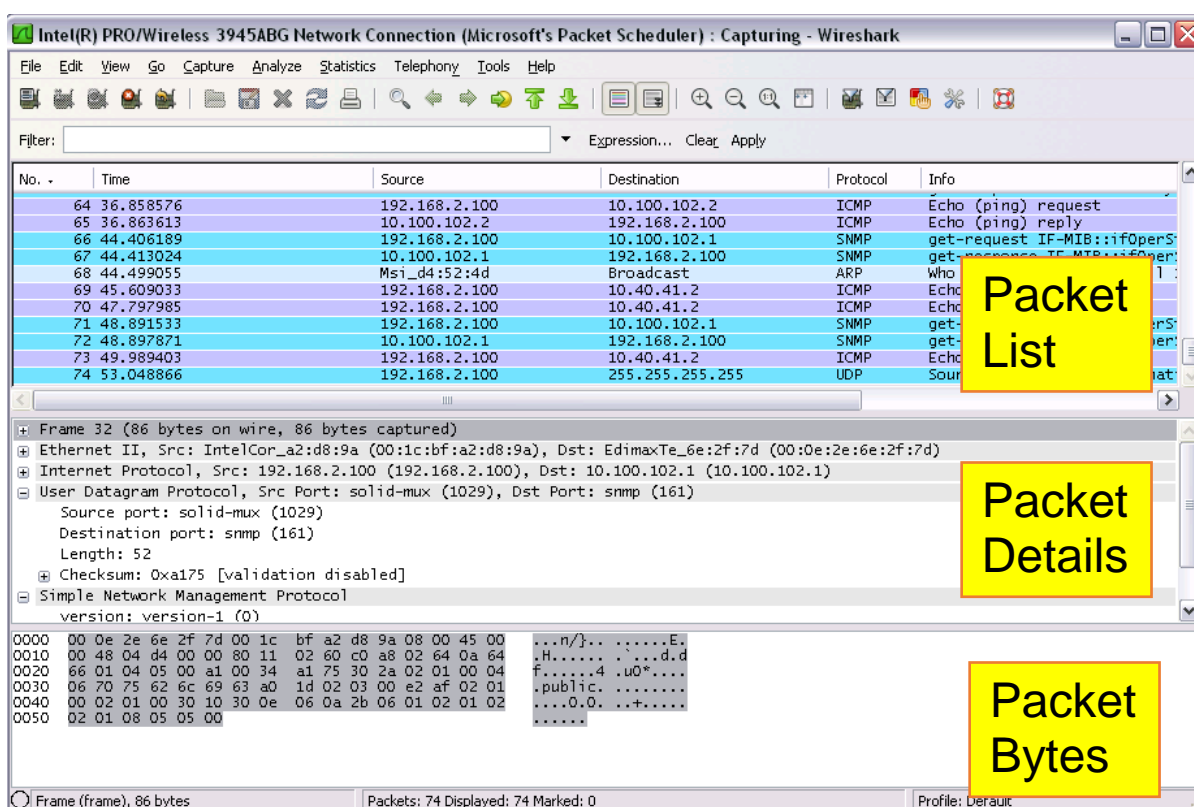 Intel(R) PRO/Wireless 3945ABG Network Connection (Microsoft's Packet Scheduler) : Capturing - Wireshark
File Edit View Go Capture Analyze Statistics Telephony Tools Help
Filter: Expression... Clear Apply
No. Time Source Destination Protocol Info
64 36.858576 192.168.2.100 10.100.102.2 ICMP Echo (ping) request
65 36.863613 10.100.102.2 192.168.2.100 ICMP Echo (ping) reply
66 44.406189 192.168.2.100 10.100.102.1 SNMP get-request IF-MIB::ifOperS
67 44.413024 10.100.102.1 192.168.2.100 SNMP
68 44.499055 Msi_d4:52:4d Broadcast ARP Who
69 45.609033 192.168.2.100 10.40.41.2 ICMP Echo
70 47.797985 192.168.2.100 10.40.41.2 ICMP Echo
71 48.891533 192.168.2.100 10.100.102.1 SNMP get-
72 48.897871 10.100.102.1 192.168.2.100 SNMP get-
73 49.989403 192.168.2.100 10.40.41.2 ICMP Echo
74 53.048866 192.168.2.100 255.255.255.255 UDP Sour
Packet
List
Frame 32 (86 bytes on wire, 86 bytes captured)
Ethernet II, Src: IntelCor_a2:d8:9a (00:1c:bf:a2:d8:9a), Dst: EdimaxTe_6e:2f:7d (00:0e:2e:6e:2f:7d)
Internet Protocol, Src: 192.168.2.100 (192.168.2.100), Dst: 10.100.102.1 (10.100.102.1)
User Datagram Protocol, Src Port: solid-mux (1029), Dst Port: snmp (161)
Source port: solid-mux (1029)
Destination port: snmp (161)
Length: 52
Checksum: 0xa175 [validation disabled]
Simple Network Management Protocol
version: version-1 (0)
Packet
Details
0000 00 0e 2e 6e 2f 7d 00 1c bf a2 d8 9a 08 00 45 00 ...n/}.. ......E.
0010 00 48 04 d4 00 00 80 11 02 60 c0 a8 02 64 0a 64 .H...... .`...d.d
0020 66 01 04 05 00 a1 00 34 a1 75 30 2a 02 01 00 04 f......4 .u0*....
0030 06 70 75 62 6c 69 63 a0 1d 02 03 00 e2 af 02 01 .public. ........
0040 00 02 01 00 30 10 30 0e 06 0a 2b 06 01 02 01 02 ....0.0. ..+.....
0050 02 01 08 05 05 00 ......
Packet
Bytes
Frame (frame), 86 bytes Packets: 74 Displayed: 74 Marked: 0 Profile: Default